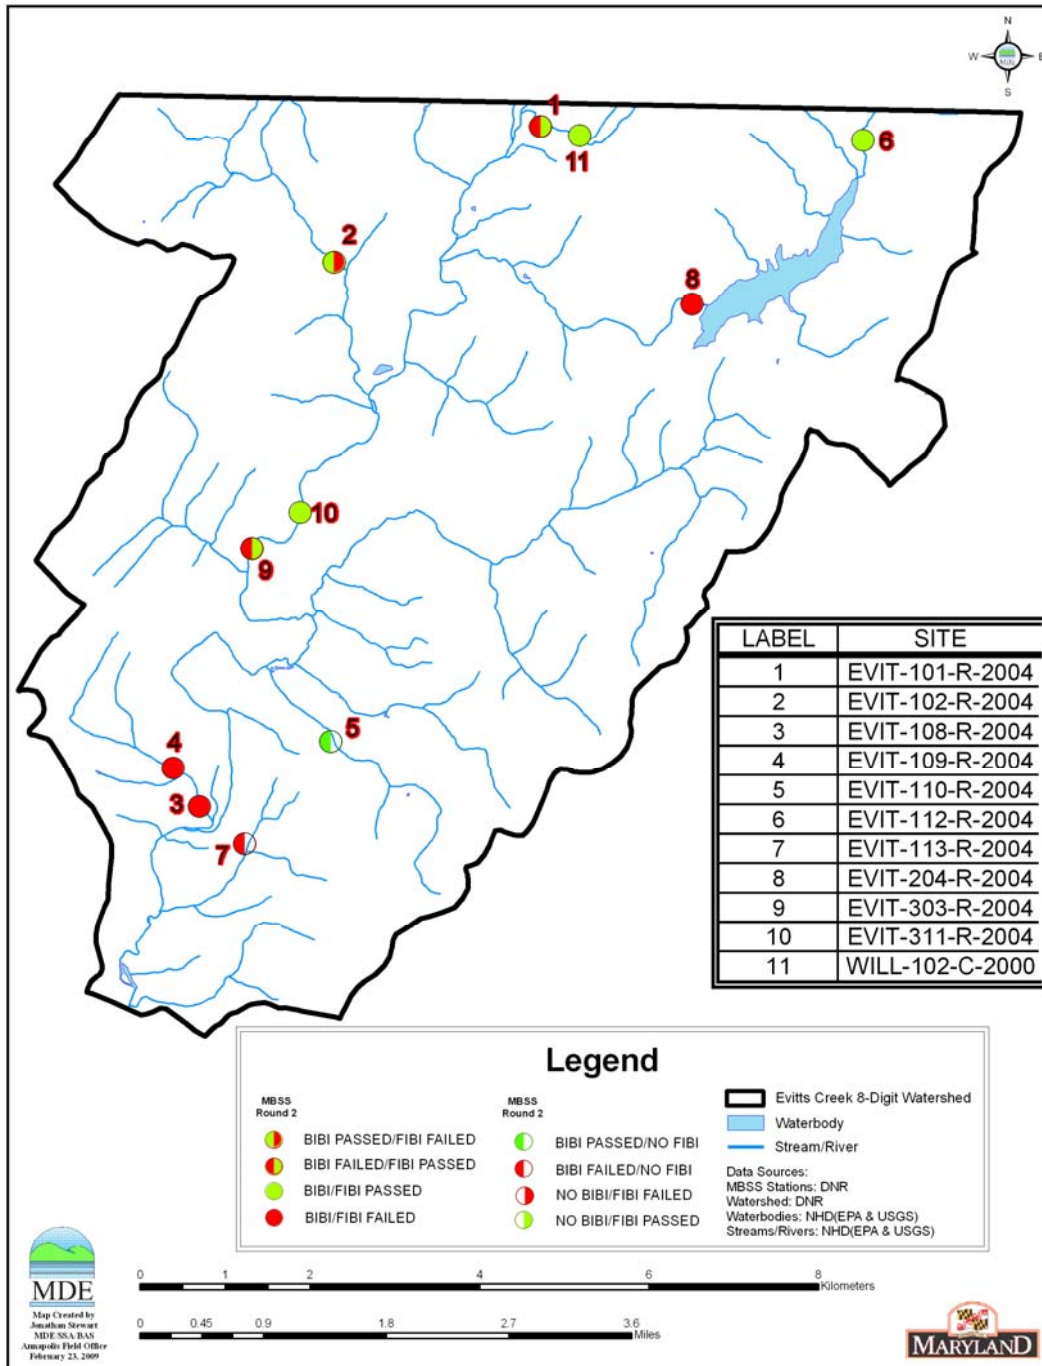 N
W E
S
1
11
6
2
8
10
9
5
4
3
7
LABEL SITE
1 EVIT-101-R-2004
2 EVIT-102-R-2004
3 EVIT-108-R-2004
4 EVIT-109-R-2004
5 EVIT-110-R-2004
6 EVIT-112-R-2004
7 EVIT-113-R-2004
8 EVIT-204-R-2004
9 EVIT-303-R-2004
10 EVIT-311-R-2004
11 WILL-102-C-2000
Legend
MBSS
Round 2
BIBI PASSED/FIBI FAILED
BIBI FAILED/FIBI PASSED
BIBI/FIBI PASSED
BIBI/FIBI FAILED
MBSS
Round 2
BIBI PASSED/NO FIBI
BIBI FAILED/NO FIBI
NO BIBI/FIBI FAILED
NO BIBI/FIBI PASSED
Evitts Creek 8-Digit Watershed
Waterbody
Stream/River
Data Sources:
MBSS Stations: DNR
Watershed: DNR
Waterbodies: NHD(EPA & USGS)
Streams/Rivers: NHD(EPA & USGS)
MDE
Map Created by
Jonathan Stewart
MDE SSA BAS
Annapolis Field Office
February 23, 2009
0 1 2 4 6 8
Kilometers
0 0.45 0.9 1.8 2.7 3.6
Miles
MARYLAND